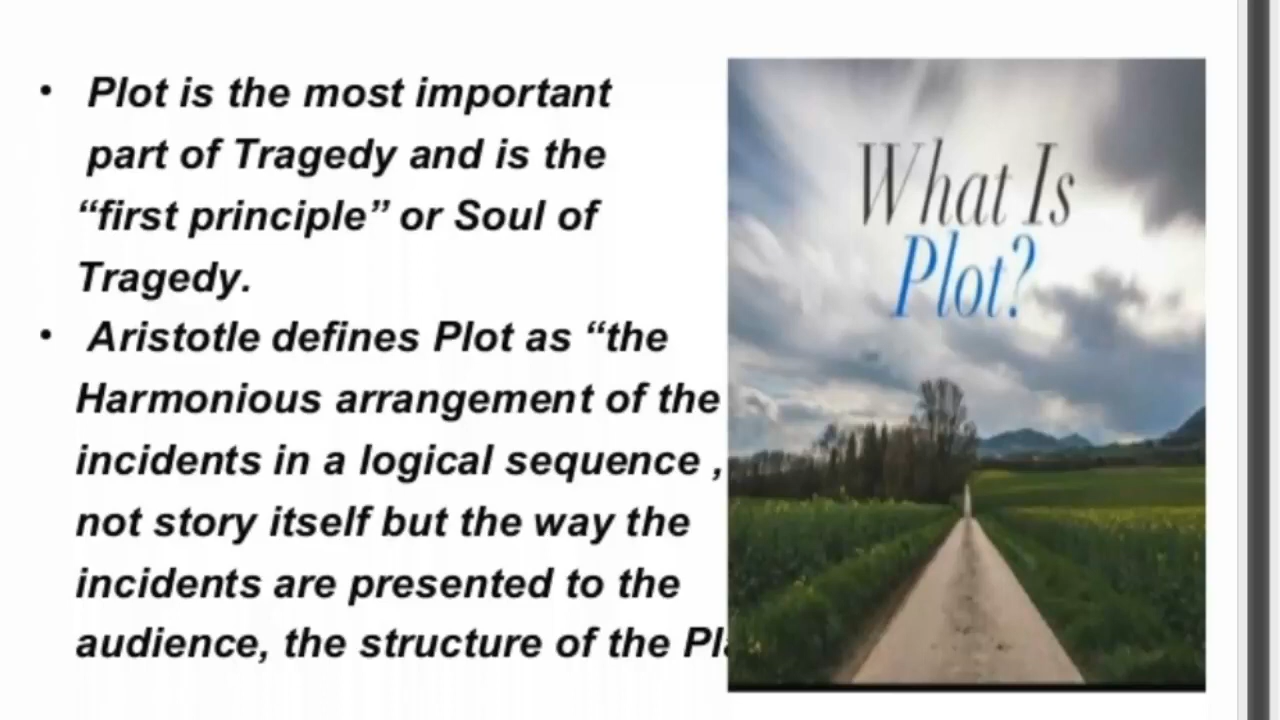 • Plot is the most important
part of Tragedy and is the
“first principle” or Soul of
Tragedy.
• Aristotle defines Plot as “the
Harmonious arrangement of the
incidents in a logical sequence ,
not story itself but the way the
incidents are presented to the
audience, the structure of the
What Is
Plot?